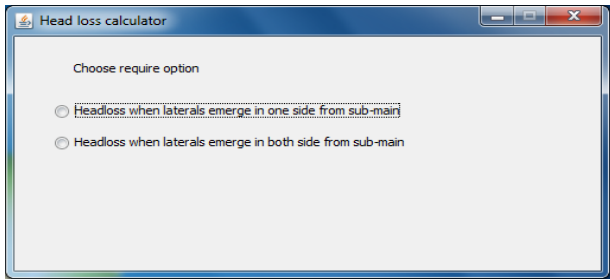 Head loss calculator
Choose require option
Headloss when laterals emerge in one side from sub-main
Headloss when laterals emerge in both side from sub-main